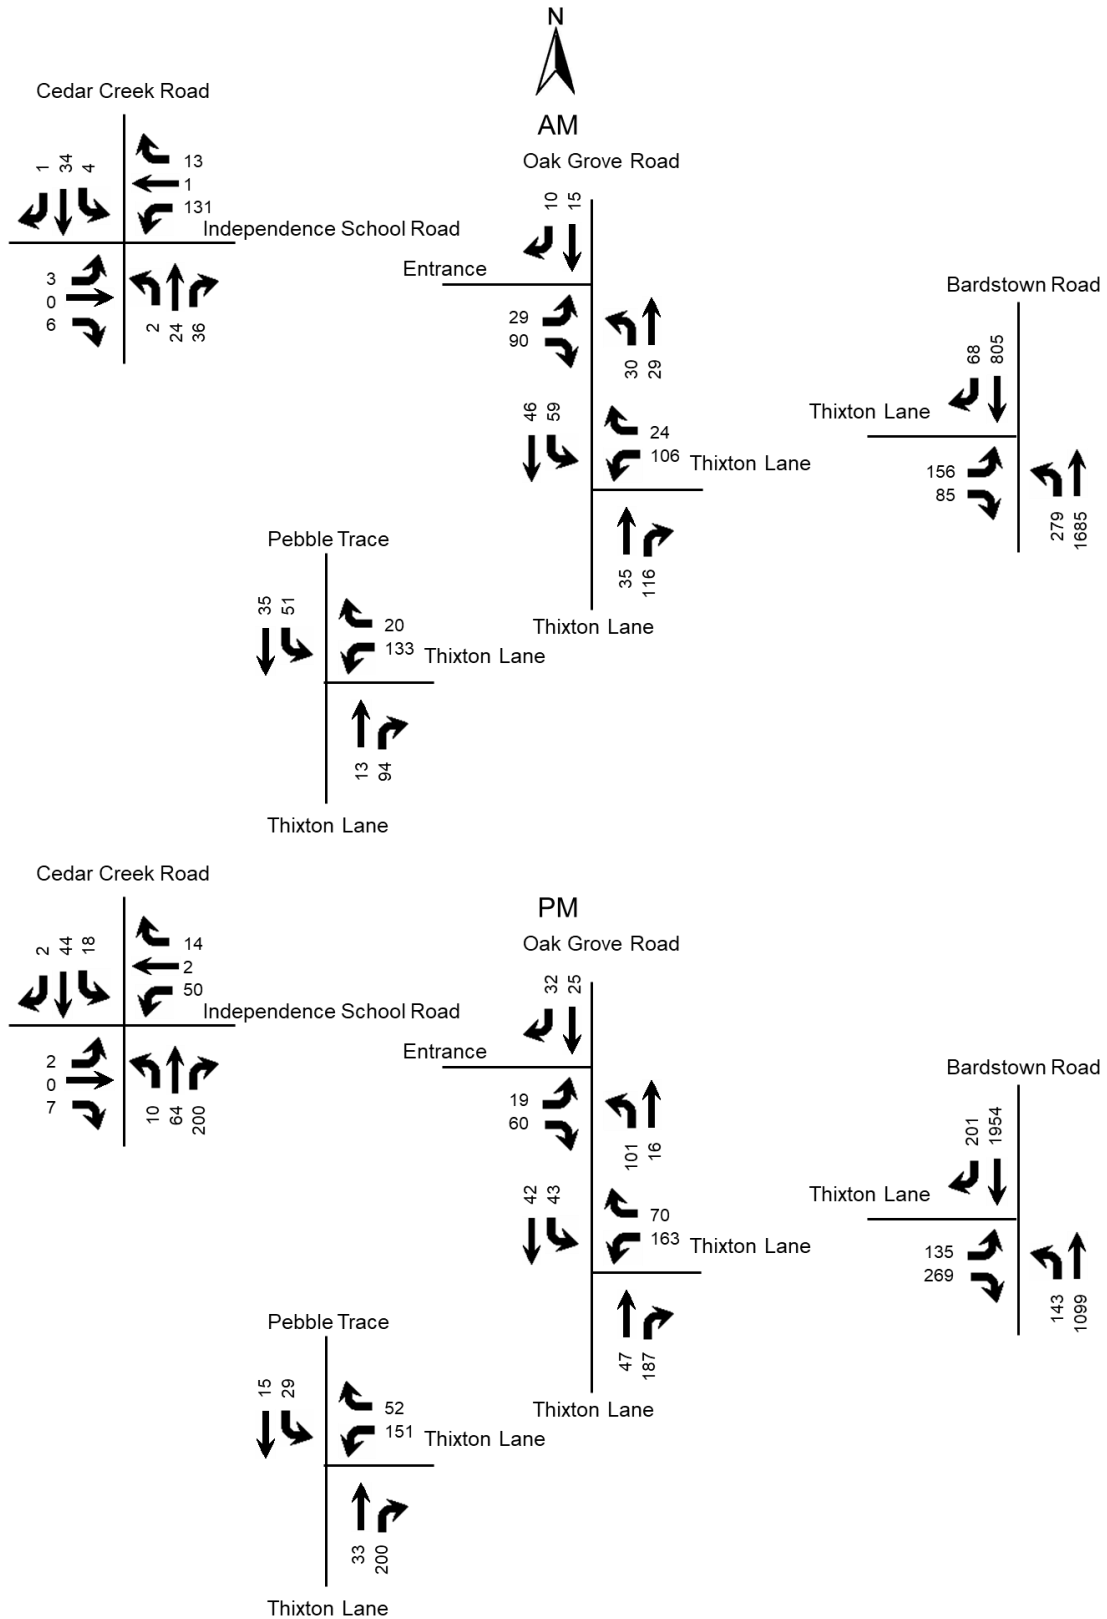 N
AM
Cedar Creek Road
1 34 4
13
1
131
Independence School Road
3
0
6
2 24 36
Oak Grove Road
10 15
Entrance
29
90
30 29
46 59
24
106
Thixton Lane
35 116
Thixton Lane
Bardstown Road
68 805
Thixton Lane
156
85
279 1685
Pebble Trace
35 51
20
133
Thixton Lane
13 94
Thixton Lane
PM
Cedar Creek Road
2 44 18
14
2
50
Independence School Road
2
0
7
10 64 200
Oak Grove Road
32 25
Entrance
19
60
101 16
42 43
70
163
Thixton Lane
47 187
Thixton Lane
Bardstown Road
201 1954
Thixton Lane
135
269
143 1099
Pebble Trace
15 29
52
151
Thixton Lane
33 200
Thixton Lane